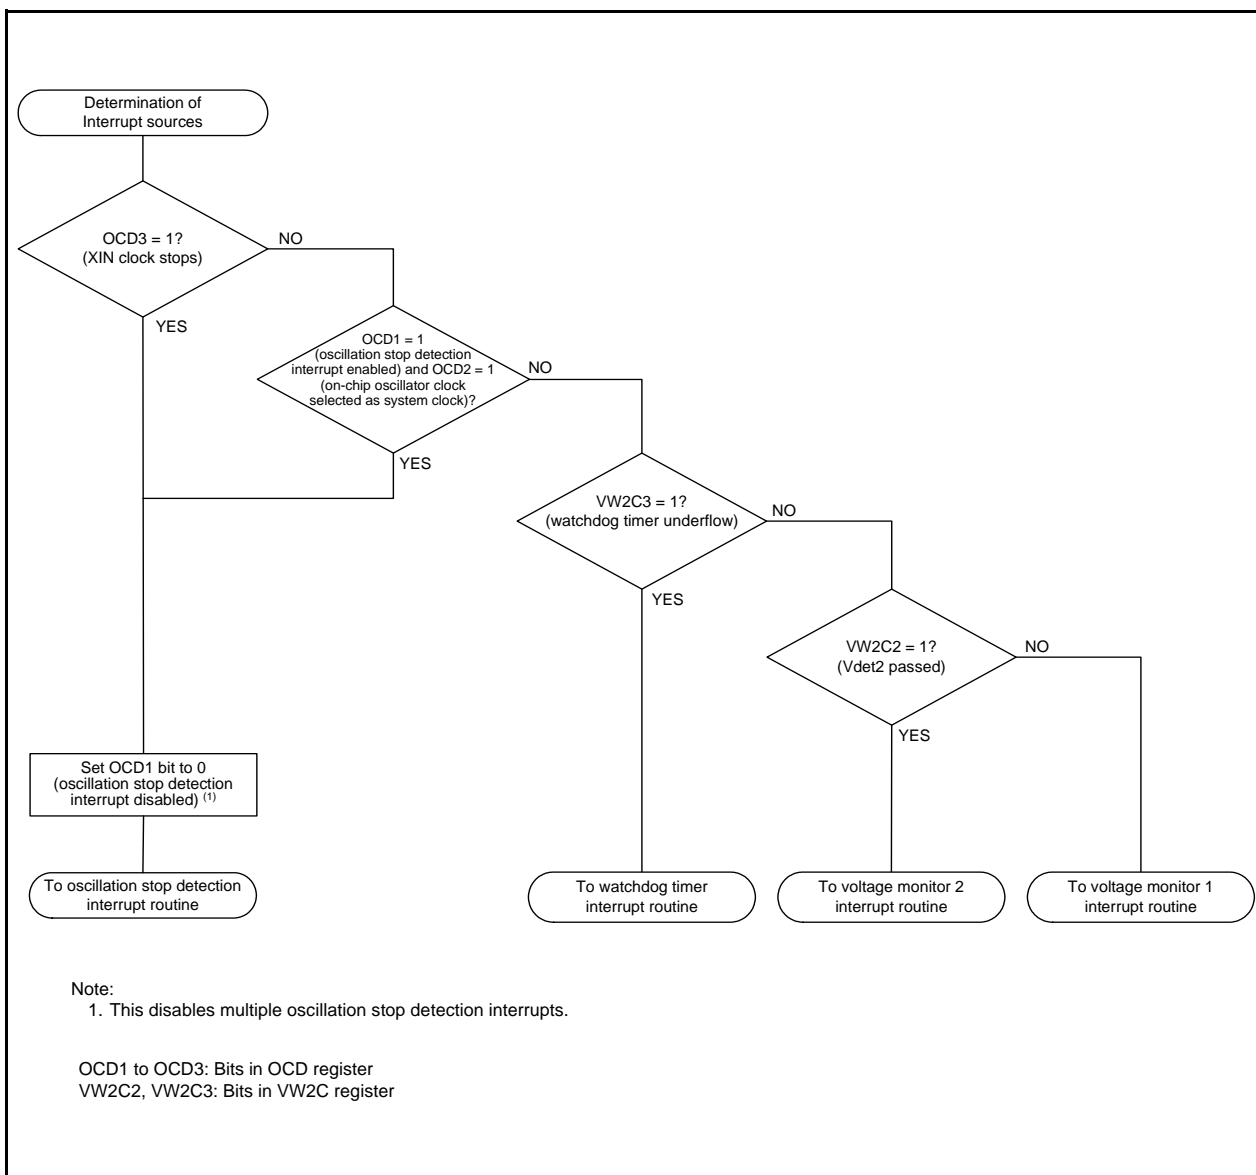 Determination of
Interrupt sources
OCD3 = 1?
(XIN clock stops)
NO
YES
OCD1 = 1
(oscillation stop detection
interrupt enabled) and OCD2 = 1
(on-chip oscillator clock
selected as system clock)?
NO
YES
VW2C3 = 1?
(watchdog timer underflow)
NO
YES
VW2C2 = 1?
(Vdet2 passed)
NO
YES
Set OCD1 bit to 0
(oscillation stop detection
interrupt disabled) (1)
To oscillation stop detection
interrupt routine
To watchdog timer
interrupt routine
To voltage monitor 2
interrupt routine
To voltage monitor 1
interrupt routine
Note:
1. This disables multiple oscillation stop detection interrupts.
OCD1 to OCD3: Bits in OCD register
VW2C2, VW2C3: Bits in VW2C register